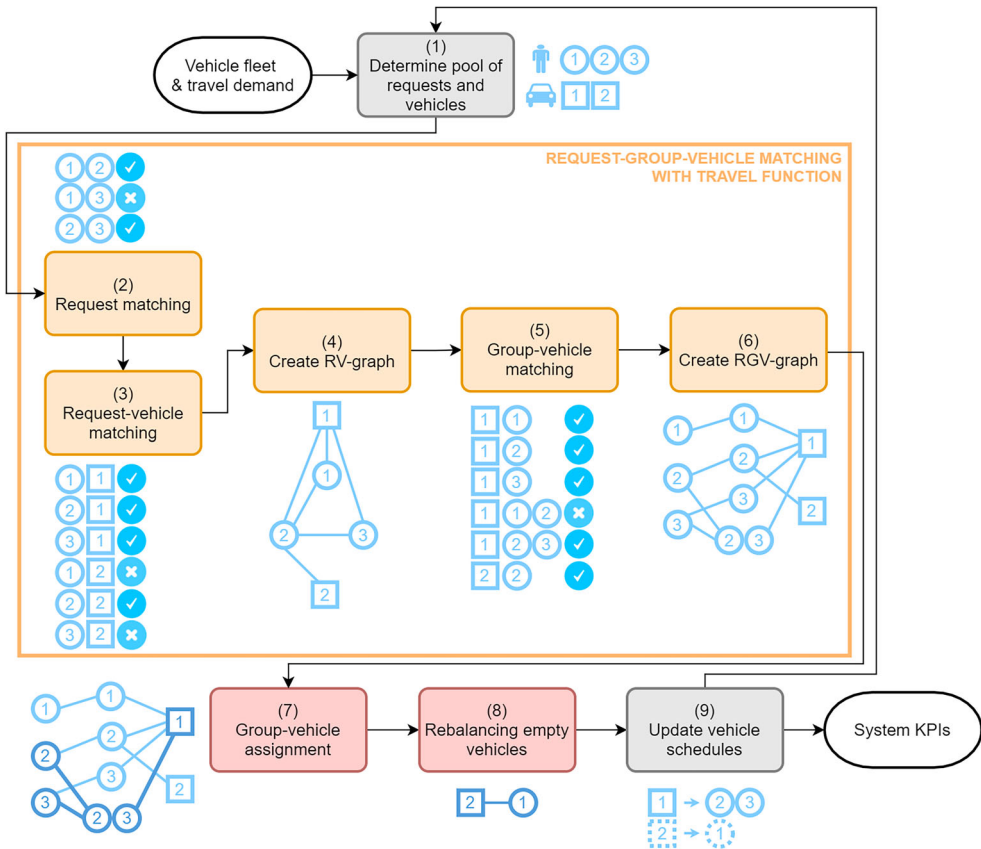 Vehicle fleet
& travel demand
(1)
Determine pool of
requests and
vehicles
1 2 3
1 2
REQUEST-GROUP-VEHICLE MATCHING
WITH TRAVEL FUNCTION
1 2
1 3
2 3
(2)
Request matching
(3)
Request-vehicle
matching
1 1
2 1
3 1
1 2
2 2
3 2
(4)
Create RV-graph
1
1
2 3
2
(5)
Group-vehicle
matching
1 1
1 2
1 3
1 1 2
1 2 3
2 2
(6)
Create RGV-graph
1 1
1
2 2
3
2
3
2 3
1 1
1
2 2
3
2
3
2 3
(7)
Group-vehicle
assignment
(8)
Rebalancing empty
vehicles
2 1
(9)
Update vehicle
schedules
1 2 3
2 1
System KPIs